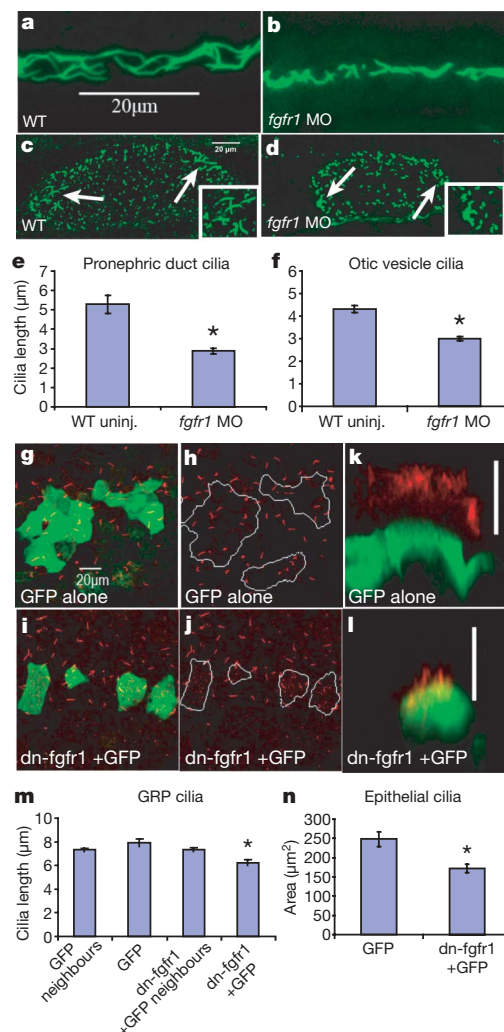 a
WT
20µm
b
fgfr1 MO
c
20 µm
WT
d
fgfr1 MO
e
Pronephric duct cilia
Cilia length (µm)
6
5
4
3
2
1
0
*
WT uninj.
fgfr1 MO
f
Otic vesicle cilia
6
5
4
3
2
1
0
*
WT uninj.
fgfr1 MO
g
20µm
GFP alone
h
GFP alone
k
GFP alone
i
dn-fgfr1 +GFP
j
dn-fgfr1 +GFP
l
dn-fgfr1 +GFP
m
GRP cilia
Cilia length (µm)
10
8
6
4
2
0
*
GFP
neighbours
GFP
dn-fgfr1
+GFP neighbours
dn-fgfr1
+GFP
n
Epithelial cilia
Area (µm²)
300
250
200
150
100
50
0
*
GFP
dn-fgfr1
+GFP